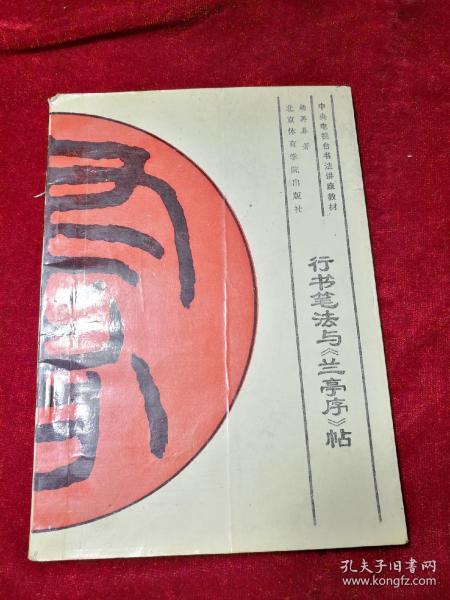 中央电视台书法讲座教材
杨再春 著
北京体育学院出版社
行书笔法与《兰亭序》帖
孔夫子旧书网
www.kongfz.com